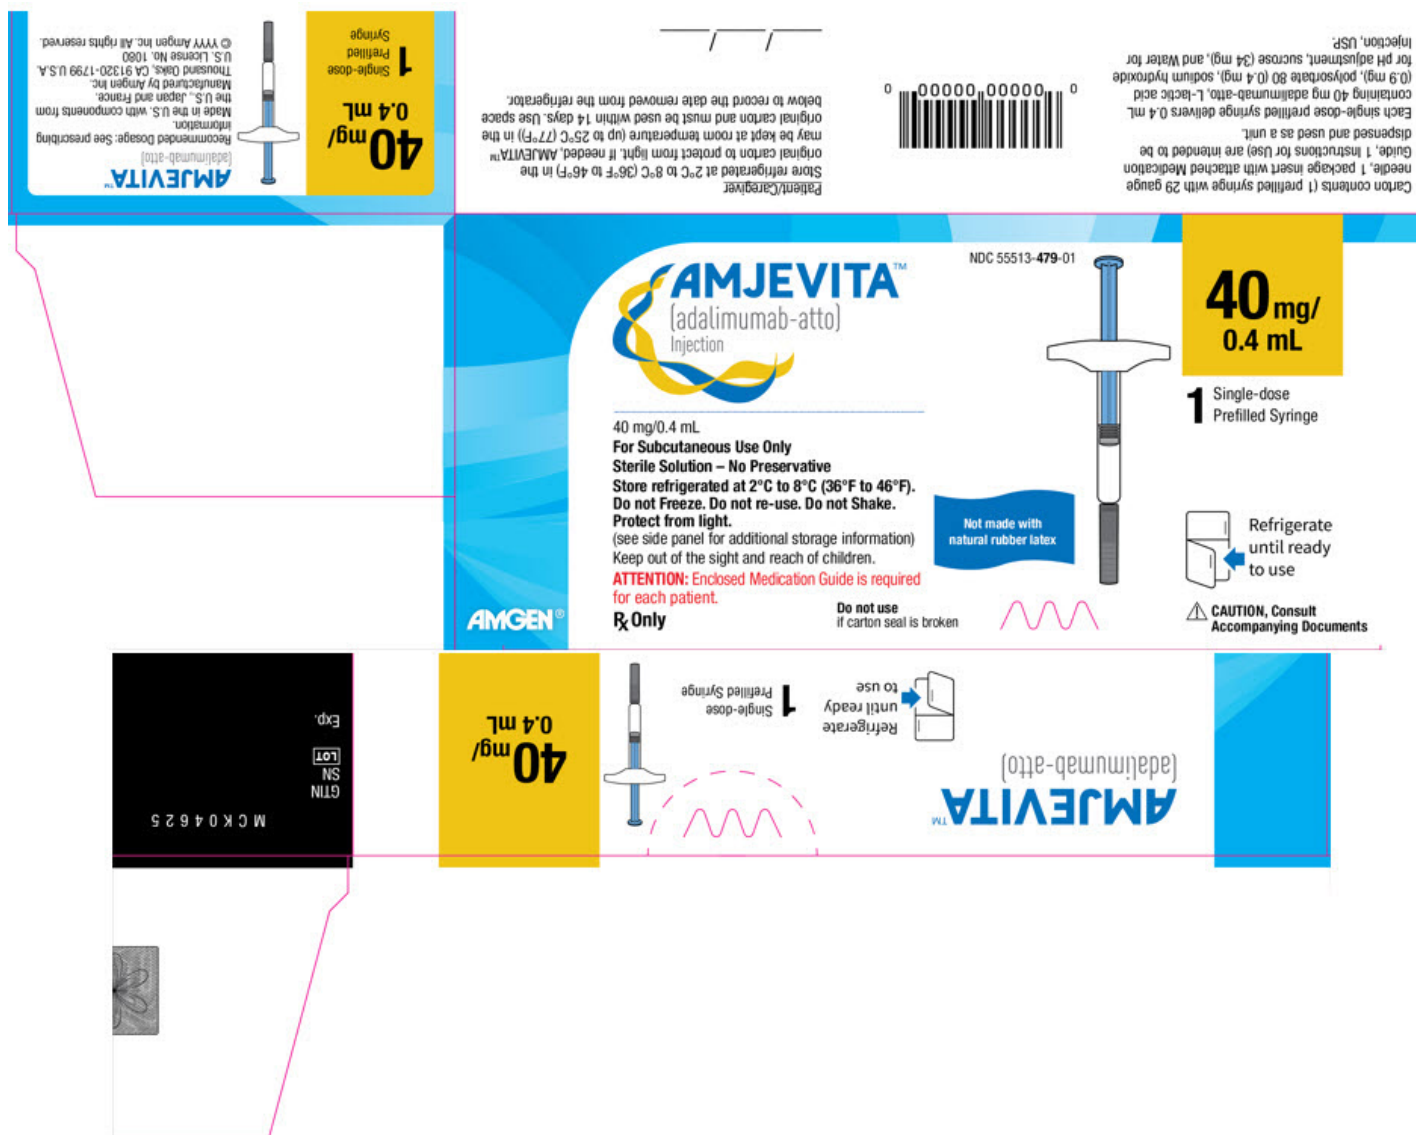 Recommended Dosage: See prescribing
information.
Made in the U.S. with components from
the U.S., Japan and France.
Manufactured by Amgen Inc.
Thousand Oaks, CA 91320-1799 U.S.A.
U.S. License No. 1080
© YYYY Amgen Inc. All rights reserved.
AMJEVITA™
(adalimumab-atto)
40 mg/
0.4 mL
1 Single-dose
Prefilled
Syringe
Patient/Caregiver
Store refrigerated at 2°C to 8°C (36°F to 46°F) in the
original carton to protect from light. If needed, AMJEVITA™
may be kept at room temperature (up to 25°C (77°F)) in the
original carton and must be used within 14 days. Use space
below to record the date removed from the refrigerator.
____/____/____
0 00000 00000 0
Carton contents (1 prefilled syringe with 29 gauge
needle, 1 package insert with attached Medication
Guide, 1 Instructions for Use) are intended to be
dispensed and used as a unit.
Each single-dose prefilled syringe delivers 0.4 mL
containing 40 mg adalimumab-atto, L-lactic acid
(0.9 mg), polysorbate 80 (0.4 mg), sodium hydroxide
for pH adjustment, sucrose (34 mg), and Water for
Injection, USP.
AMJEVITA™
(adalimumab-atto)
Injection
NDC 55513-479-01
40 mg/
0.4 mL
1 Single-dose
Prefilled Syringe
40 mg/0.4 mL
For Subcutaneous Use Only
Sterile Solution – No Preservative
Store refrigerated at 2°C to 8°C (36°F to 46°F).
Do not Freeze. Do not re-use. Do not Shake.
Protect from light.
(see side panel for additional storage information)
Keep out of the sight and reach of children.
ATTENTION: Enclosed Medication Guide is required
for each patient.
Rx Only
AMGEN®
Not made with
natural rubber latex
Do not use
if carton seal is broken
Refrigerate
until ready
to use
⚠ CAUTION, Consult
Accompanying Documents
AMJEVITA™
(adalimumab-atto)
Refrigerate
until ready
to use
1 Single-dose
Prefilled Syringe
40 mg/
0.4 mL
MCK04625
GTIN
SN
LOT
Exp.